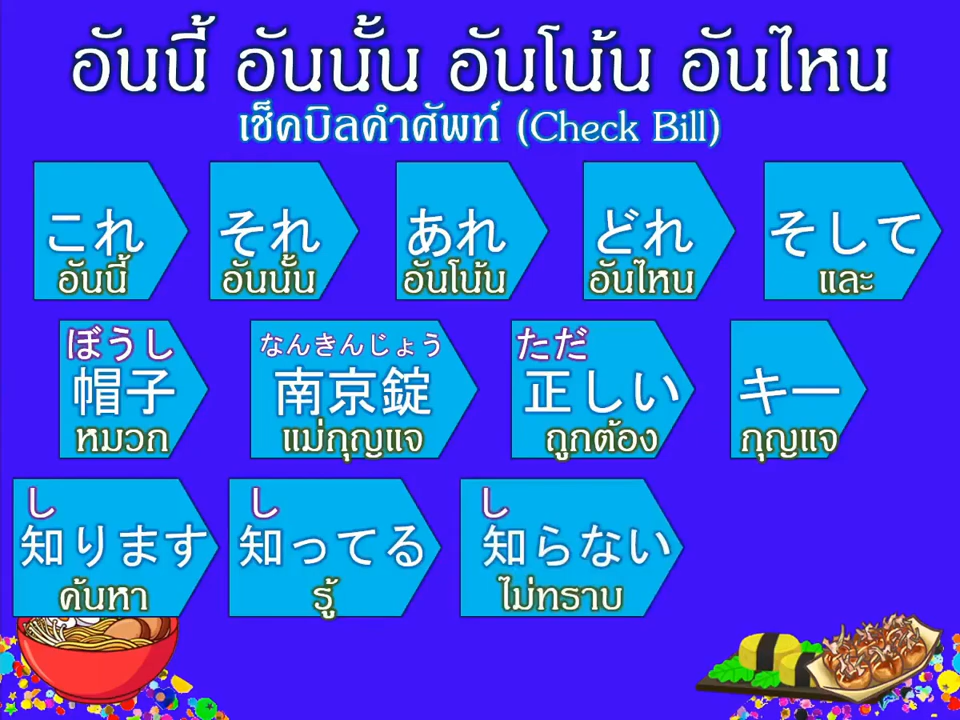 อันนี้ อันนั้น อันโน้น อันไหน
เช็คบิลคำศัพท์ (Check Bill)
これ
อันนี้
それ
อันนั้น
あれ
อันโน้น
どれ
อันไหน
そして
และ
ぼうし
帽子
หมวก
なんきんじょう
南京錠
แม่กุญแจ
ただ
正しい
ถูกต้อง
キー
กุญแจ
し
知ります
ค้นหา
し
知ってる
รู้
し
知らない
ไม่ทราบ